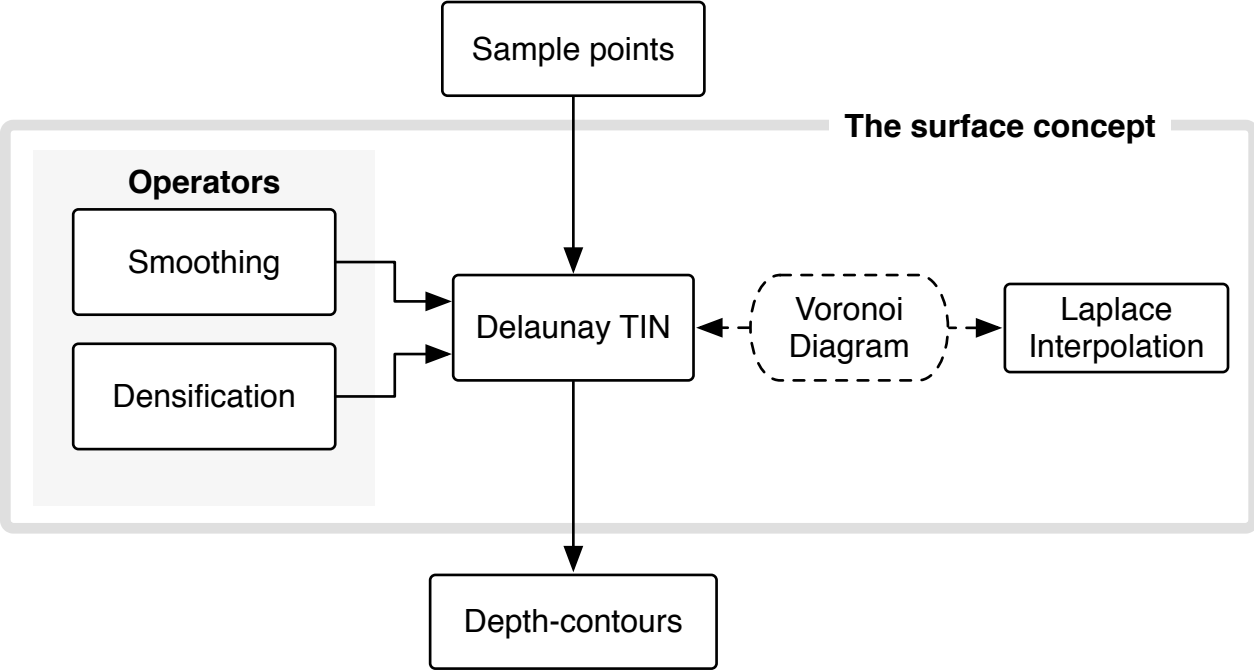 Sample points
The surface concept
Operators
Smoothing
Densification
Delaunay TIN
Voronoi
Diagram
Laplace
Interpolation
Depth-contours